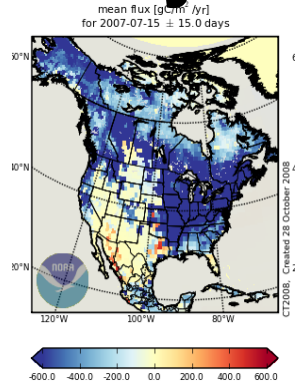 mean flux [gC/m² /yr]
for 2007-07-15 ± 15.0 days
60°N
40°N
20°N
120°W 100°W 80°W
NOAA
CT2008, Created 28 October 2008
-600.0 -400.0 -200.0 0.0 200.0 400.0 600.0